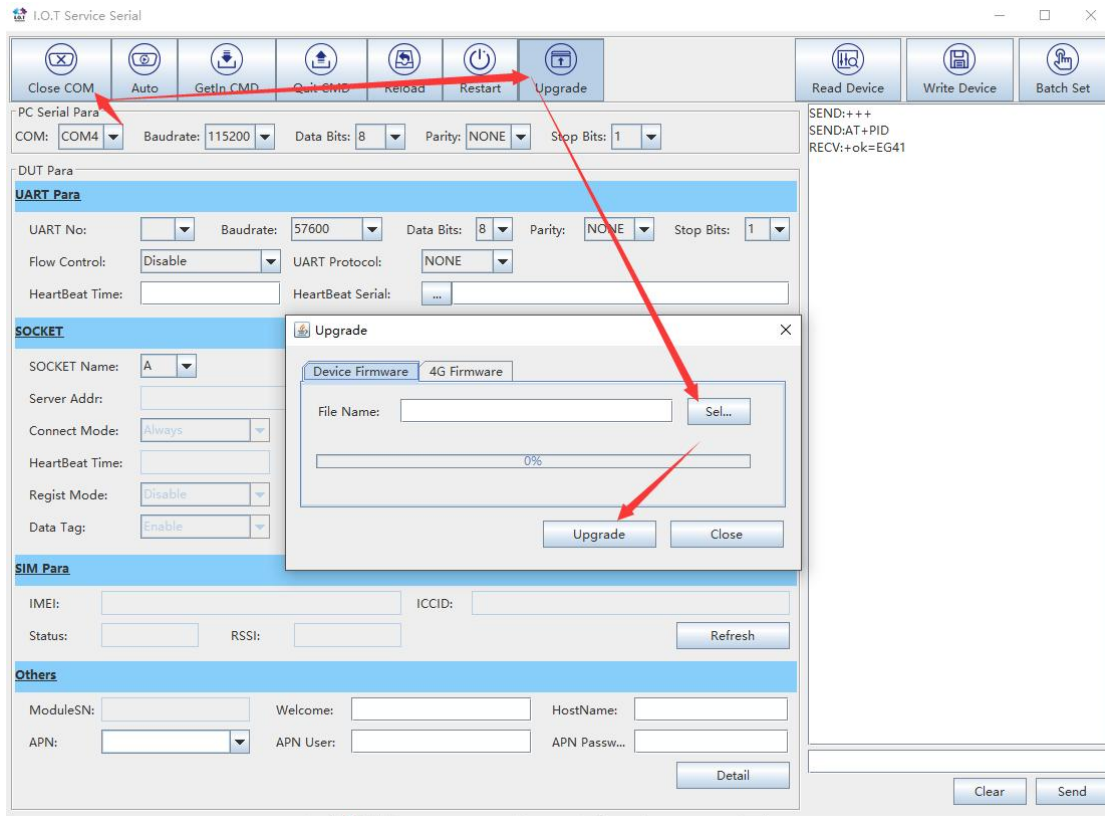 I.O.T Service Serial
Close COM Auto GetIn CMD Quit CMD Reload Restart Upgrade Read Device Write Device Batch Set
PC Serial Para
COM: COM4 Baudrate: 115200 Data Bits: 8 Parity: NONE Stop Bits: 1
DUT Para
UART Para
UART No: Baudrate: 57600 Data Bits: 8 Parity: NONE Stop Bits: 1
Flow Control: Disable UART Protocol: NONE
HeartBeat Time: HeartBeat Serial: ...
SOCKET
SOCKET Name: A
Server Addr:
Connect Mode: Always
HeartBeat Time:
Regist Mode: Disable
Data Tag: Enable
Upgrade
Device Firmware 4G Firmware
File Name: Sel...
0%
Upgrade Close
SIM Para
IMEI: ICCID:
Status: RSSI: Refresh
Others
ModuleSN: Welcome: HostName:
APN: APN User: APN Passw...
Detail
SEND:+++
SEND:AT+PID
RECV:+ok=EG41
Clear Send